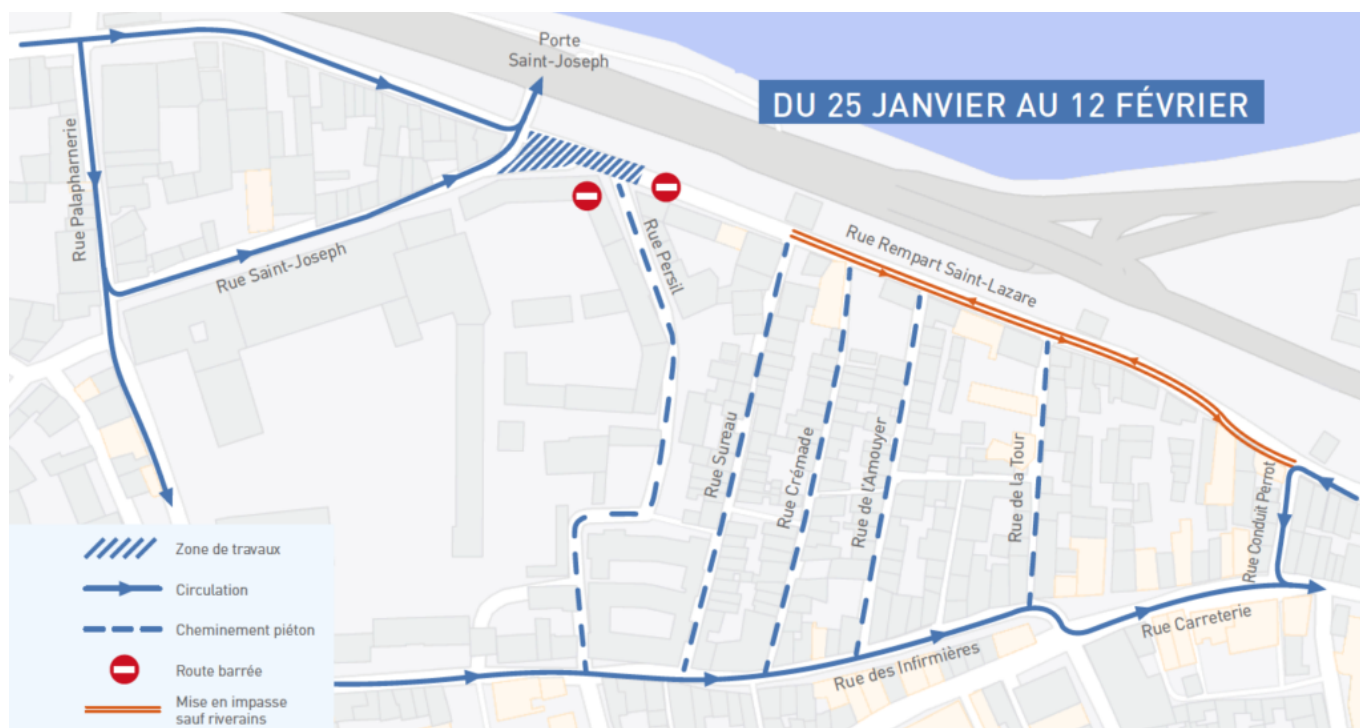 Porte
Saint-Joseph
DU 25 JANVIER AU 12 FÉVRIER
Rue Palapharnerie
Rue Saint-Joseph
Rue Persil
Rue Rempart Saint-Lazare
Rue Sureau
Rue Crémade
Rue de l'Amouyer
Rue de la Tour
Rue Conduit Perrot
Rue des Infirmières
Rue Carreterie
Zone de travaux
Circulation
Cheminement piéton
Route barrée
Mise en impasse
sauf riverains